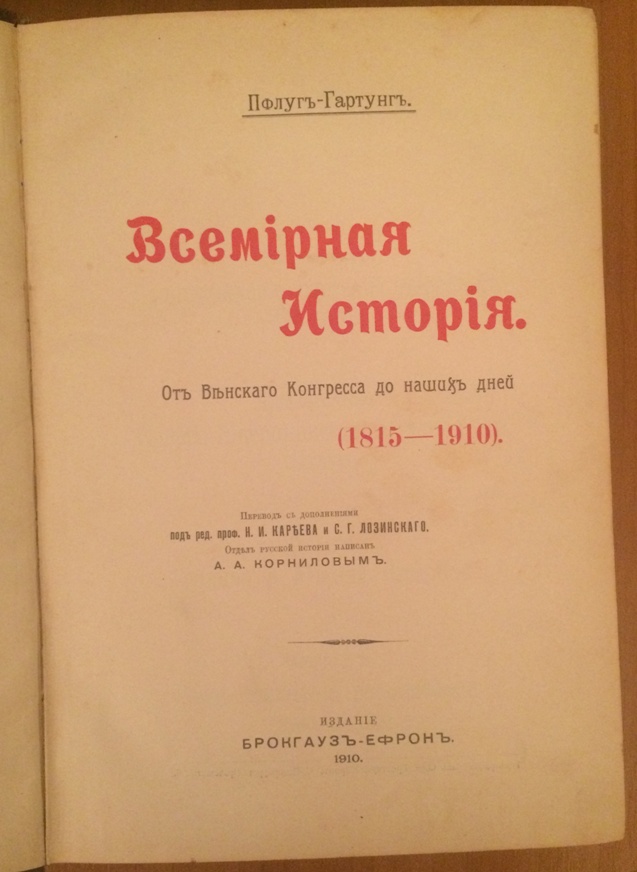 Пфлугъ-Гартунгъ.
Всемірная
Исторія.
Отъ Вѣнскаго Конгресса до нашихъ дней
(1815—1910).
Переводъ съ дополненіями
подъ ред. проф. Н. И. КАРѢЕВА и С. Г. ЛОЗИНСКАГО.
Отдѣлъ русской исторіи написанъ
А. А. КОРНИЛОВЫМЪ.
ИЗДАНІЕ
БРОКГАУЗЪ-ЕФРОНЪ.
1910.